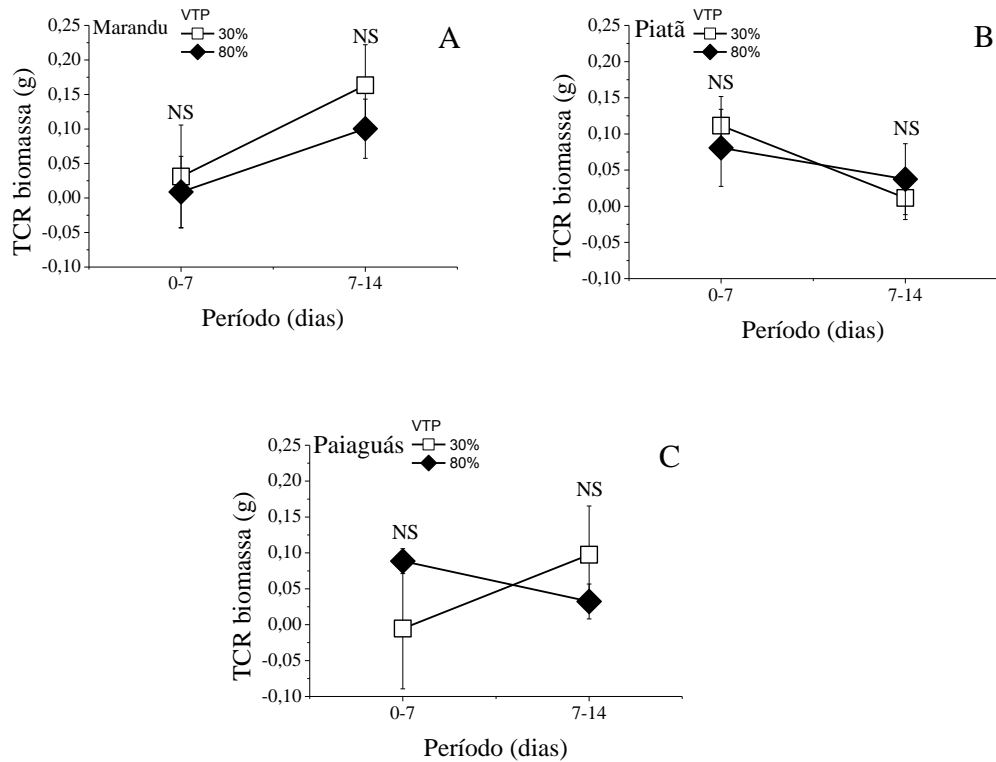 Marandu
VTP
30%
80%
A
NS
NS
0,25
0,20
0,15
0,10
0,05
0,00
-0,05
-0,10
TCR biomassa (g)
0-7
7-14
Período (dias)
Piatã
VTP
30%
80%
B
NS
NS
0,25
0,20
0,15
0,10
0,05
0,00
-0,05
-0,10
TCR biomassa (g)
0-7
7-14
Período (dias)
Paiaguás
VTP
30%
80%
C
NS
NS
0,25
0,20
0,15
0,10
0,05
0,00
-0,05
-0,10
TCR biomassa (g)
0-7
7-14
Período (dias)